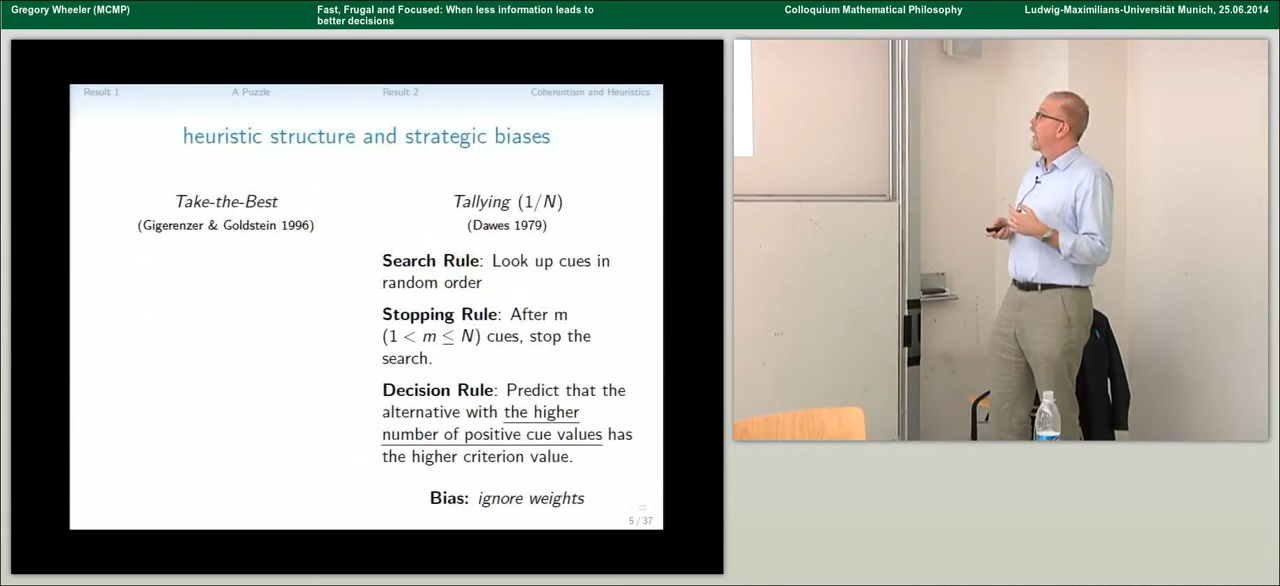 Gregory Wheeler (MCMP)
Fast, Frugal and Focused: When less information leads to
better decisions
Colloquium Mathematical Philosophy
Ludwig-Maximilians-Universität Munich, 25.06.2014
Result 1
A Puzzle
Result 2
Coherentism and Heuristics
heuristic structure and strategic biases
Take-the-Best
(Gigerenzer & Goldstein 1996)
Tallying (1/N)
(Dawes 1979)
Search Rule: Look up cues in
random order
Stopping Rule: After m
(1 < m ≤ N) cues, stop the
search.
Decision Rule: Predict that the
alternative with the higher
number of positive cue values has
the higher criterion value.
Bias: ignore weights
5 / 37